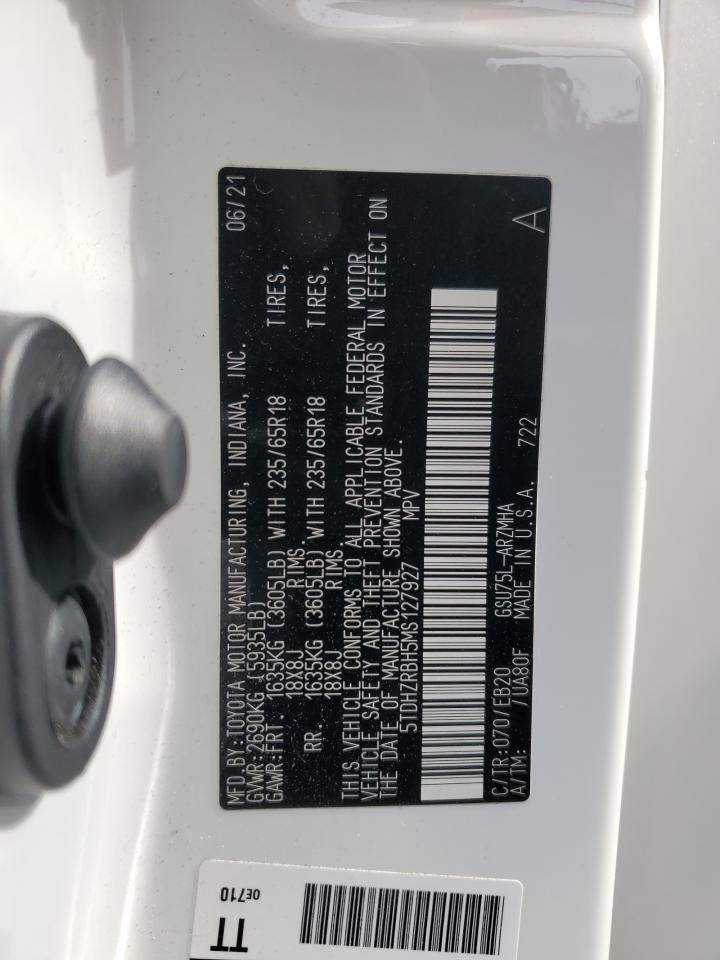 MFD.BY:TOYOTA MOTOR MANUFACTURING, INDIANA, INC. 06/21
GVWR:2690KG (5935LB)
GAWR:FRT. 1635KG (3605LB) WITH 235/65R18 TIRES,
18X8J RIMS
RR. 1635KG (3605LB) WITH 235/65R18 TIRES,
18X8J RIMS
THIS VEHICLE CONFORMS TO ALL APPLICABLE FEDERAL MOTOR
VEHICLE SAFETY AND THEFT PREVENTION STANDARDS IN EFFECT ON
THE DATE OF MANUFACTURE SHOWN ABOVE.
5TDHZRBH5MS127927 MPV
C/TR:070/EB20 GSU75L-ARZMHA
A/TM: /UA80F MADE IN U.S.A. 722
A
0E710
TT